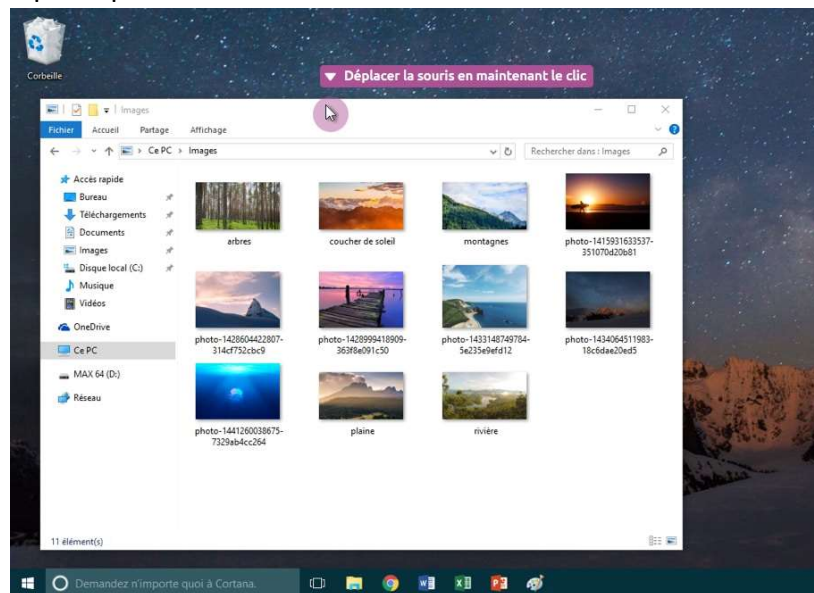 Corbeille
Déplacer la souris en maintenant le clic
Images
Fichier Accueil Partage Affichage
Ce PC > Images
Rechercher dans : Images
Accès rapide
Bureau
Téléchargements
Documents
Images
Disque local (C:)
Musique
Vidéos
OneDrive
Ce PC
MAX 64 (D:)
Réseau
arbres
coucher de soleil
montagnes
photo-1415931633537-
351070d20b81
photo-1428604422807-
314cf752cbc9
photo-1428999418909-
363f8e091c50
photo-1433148749784-
5e235e9efd12
photo-1434064511983-
18c6dae20ed5
photo-1441260038675-
7329ab4cc264
plaine
rivière
11 élément(s)
Demandez n'importe quoi à Cortana.